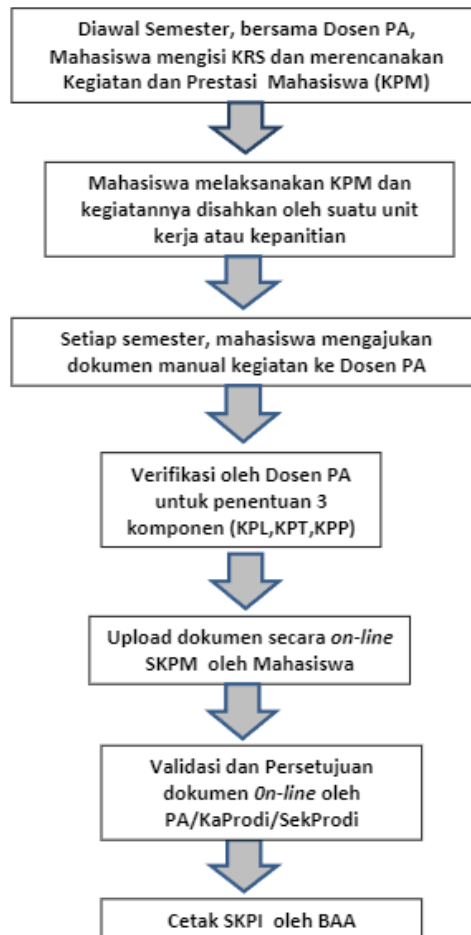 Diawal Semester, bersama Dosen PA,
Mahasiswa mengisi KRS dan merencanakan
Kegiatan dan Prestasi Mahasiswa (KPM)
Mahasiswa melaksanakan KPM dan
kegiatannya disahkan oleh suatu unit
kerja atau kepanitian
Setiap semester, mahasiswa mengajukan
dokumen manual kegiatan ke Dosen PA
Verifikasi oleh Dosen PA
untuk penentuan 3
komponen (KPL,KPT,KPP)
Upload dokumen secara on-line
SKPM oleh Mahasiswa
Validasi dan Persetujuan
dokumen 0n-line oleh
PA/KaProdi/SekProdi
Cetak SKPI oleh BAA